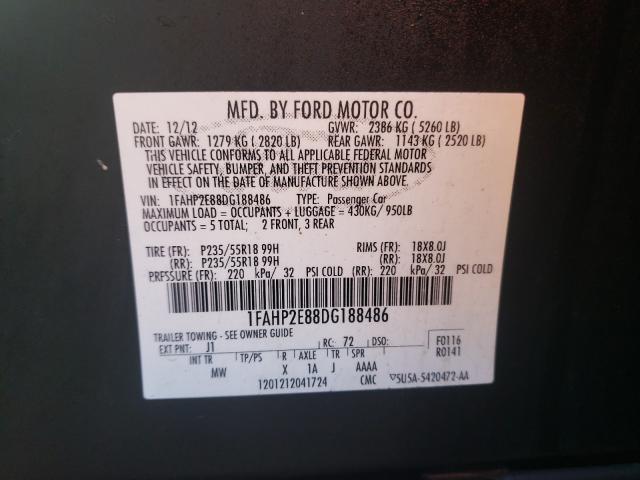 MFD. BY FORD MOTOR CO.
DATE: 12/12 GVWR: 2386 KG ( 5260 LB)
FRONT GAWR: 1279 KG ( 2820 LB) REAR GAWR: 1143 KG ( 2520 LB)
THIS VEHICLE CONFORMS TO ALL APPLICABLE FEDERAL MOTOR
VEHICLE SAFETY, BUMPER, AND THEFT PREVENTION STANDARDS
IN EFFECT ON THE DATE OF MANUFACTURE SHOWN ABOVE.
VIN: 1FAHP2E88DG188486 TYPE: Passenger Car
MAXIMUM LOAD = OCCUPANTS + LUGGAGE = 430KG/ 950LB
OCCUPANTS = 5 TOTAL; 2 FRONT, 3 REAR
TIRE (FR): P235/55R18 99H RIMS (FR): 18X8.0J
(RR): P235/55R18 99H (RR): 18X8.0J
PRESSURE (FR): 220 kPa/ 32 PSI COLD (RR): 220 kPa/ 32 PSI COLD
1FAHP2E88DG188486
TRAILER TOWING - SEE OWNER GUIDE
EXT PNT: J1 RC: 72 DSO: F0116
INT TR TP/PS R AXLE TR SPR R0141
MW X 1A J AAAA
1201212041724 CMC 5U5A-5420472-AA